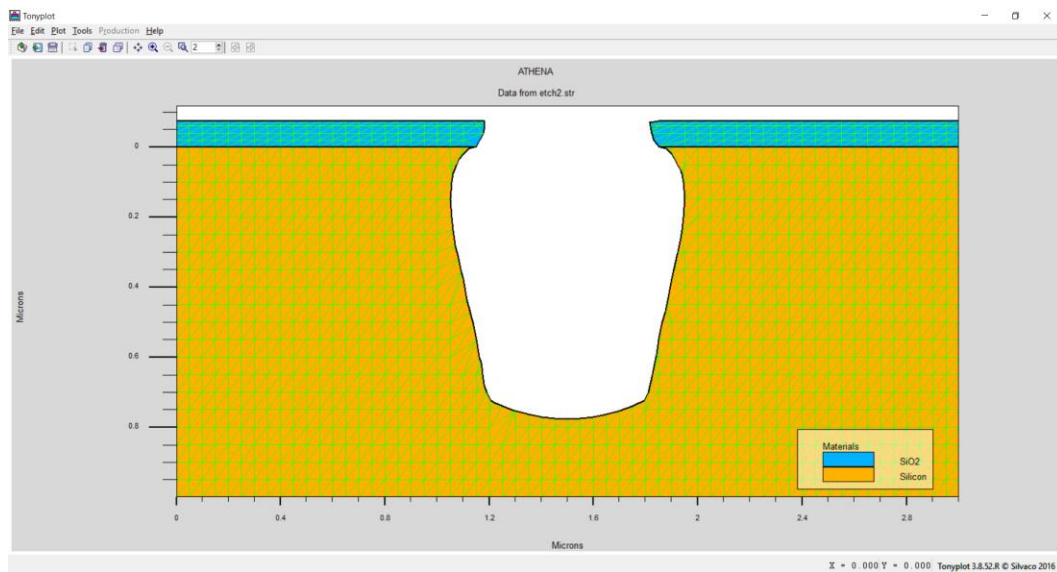 Tonyplot
File Edit Plot Tools Production Help
2
ATHENA
Data from etch2.str
0
0.2
0.4
0.6
0.8
Microns
Materials
SiO2
Silicon
0 0.4 0.8 1.2 1.6 2 2.4 2.8
Microns
X = 0.000 Y = 0.000 Tonyplot 3.8.52.R © Silvaco 2016